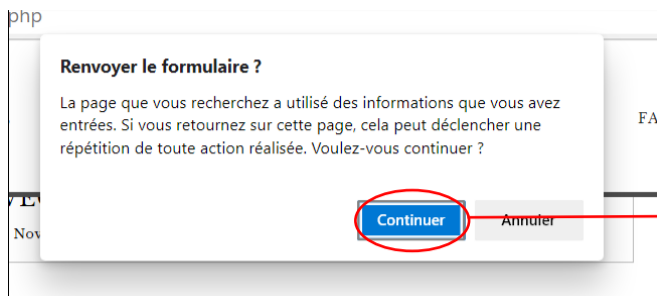 php
Renvoyer le formulaire ?
La page que vous recherchez a utilisé des informations que vous avez
entrées. Si vous retournez sur cette page, cela peut déclencher une
répétition de toute action réalisée. Voulez-vous continuer ?
FA
Continuer Annuler
Nov